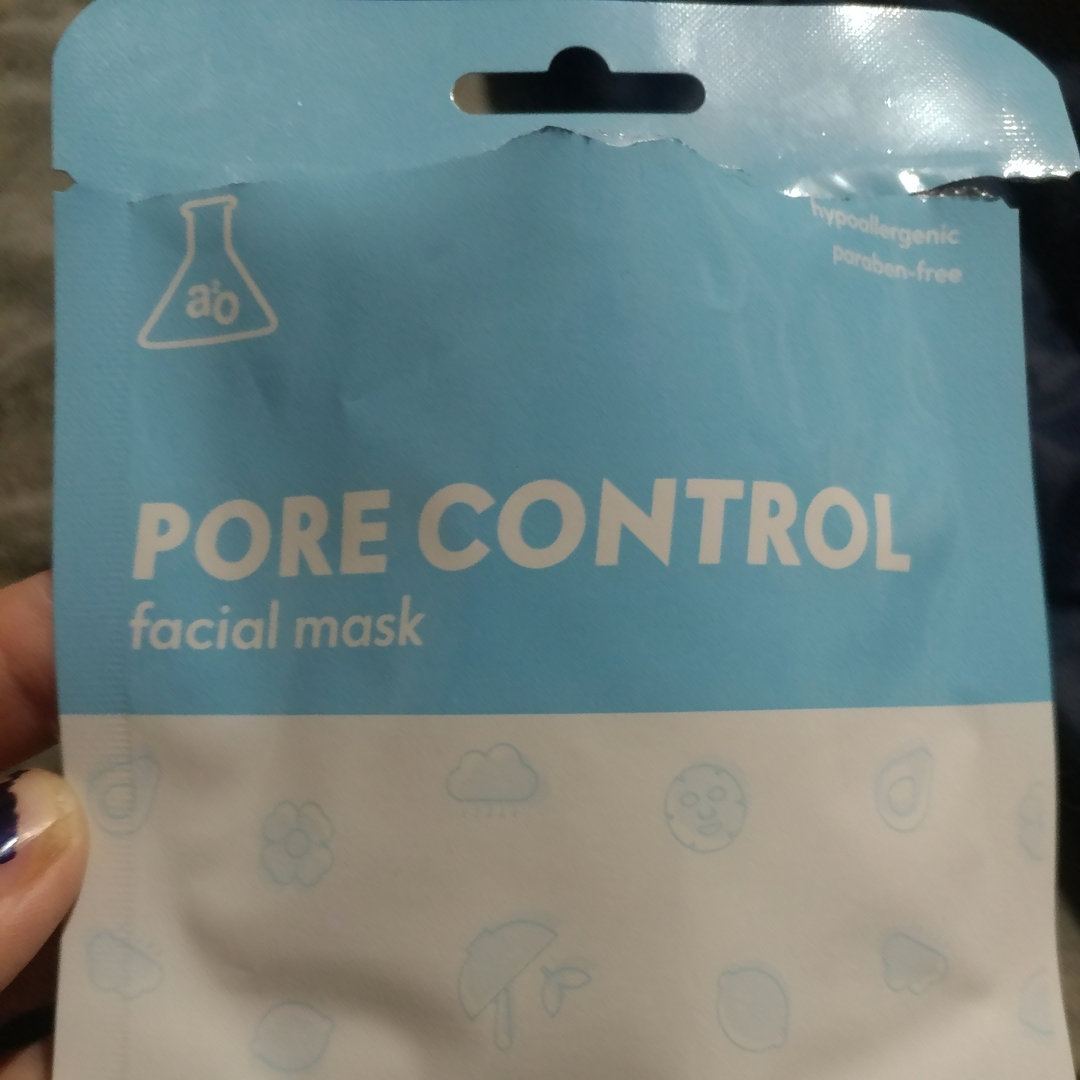 a+o
hypoallergenic
paraben-free
PORE CONTROL
facial mask